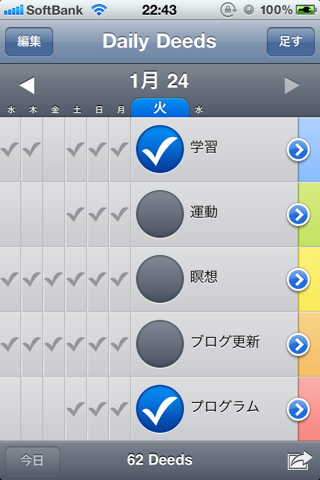 SoftBank 22:43 100%
編集 Daily Deeds 足す
1月 24
水 木 金 土 日 月 火 水
学習
運動
瞑想
ブログ更新
プログラム
今日 62 Deeds